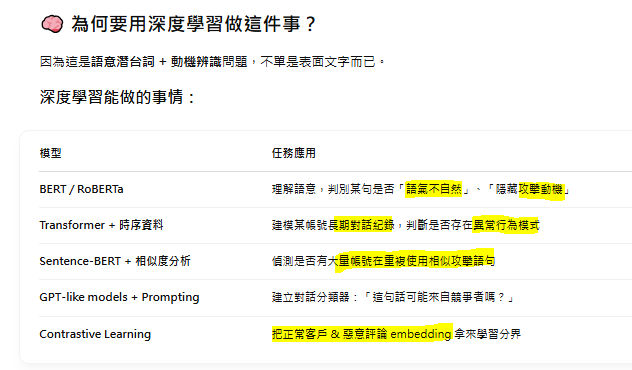 🧠 為何要用深度學習做這件事？
因為這是語意潛台詞 + 動機辨識問題，不單是表面文字而已。
深度學習能做的事情：
模型 任務應用
BERT / RoBERTa 理解語意，判別某句是否「語氣不自然」、「隱藏攻擊動機」
Transformer + 時序資料 建模某帳號長期對話紀錄，判斷是否存在異常行為模式
Sentence-BERT + 相似度分析 偵測是否有大量帳號在重複使用相似攻擊語句
GPT-like models + Prompting 建立對話分類器：「這句話可能來自競爭者嗎？」
Contrastive Learning 把正常客戶 & 惡意評論 embedding 拿來學習分界